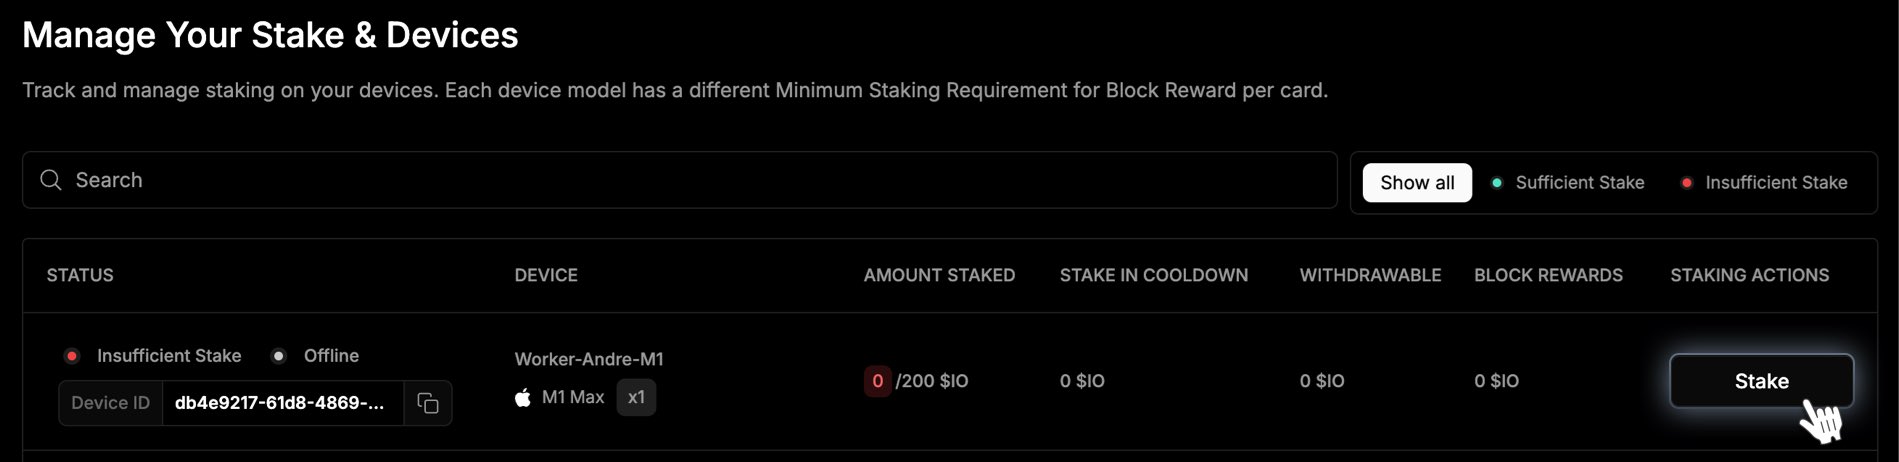 Manage Your Stake & Devices
Track and manage staking on your devices. Each device model has a different Minimum Staking Requirement for Block Reward per card.
Search
Show all Sufficient Stake Insufficient Stake
STATUS DEVICE AMOUNT STAKED STAKE IN COOLDOWN WITHDRAWABLE BLOCK REWARDS STAKING ACTIONS
Insufficient Stake Offline
Device ID db4e9217-61d8-4869-...
Worker-Andre-M1
M1 Max x1
0 /200 $IO 0 $IO 0 $IO 0 $IO Stake